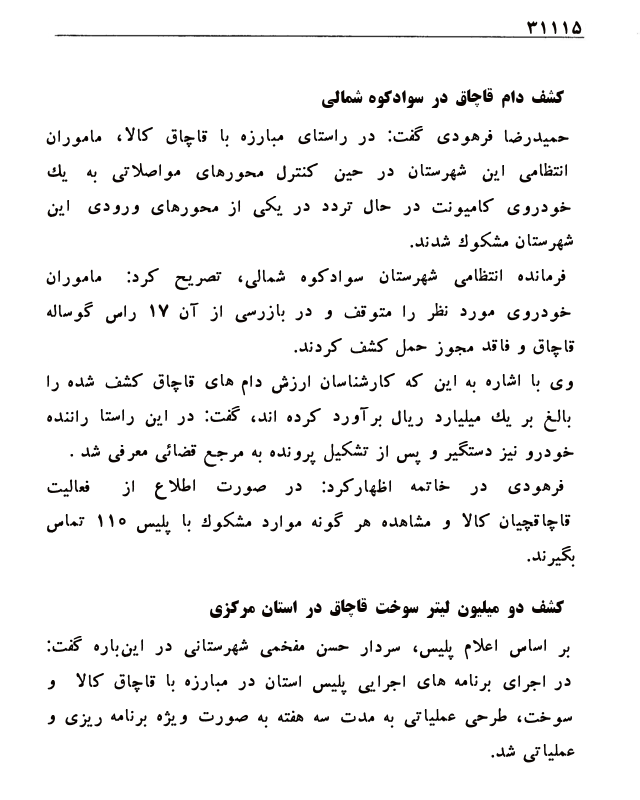 ۳۱۱۱۵
کشف دام قاچاق در سوادکوه شمالی
حمیدرضا فرهودی گفت: در راستای مبارزه با قاچاق کالا، ماموران
انتظامی این شهرستان در حین کنترل محورهای مواصلاتی به یك
خودروی کامیونت در حال تردد در یکی از محورهای ورودی این
شهرستان مشکوك شدند.
فرمانده انتظامی شهرستان سوادکوه شمالی، تصریح کرد: ماموران
خودروی مورد نظر را متوقف و در بازرسی از آن ۱۷ راس گوساله
قاچاق و فاقد مجوز حمل کشف کردند.
وی با اشاره به این که کارشناسان ارزش دام های قاچاق کشف شده را
بالغ بر یك میلیارد ریال برآورد کرده اند، گفت: در این راستا راننده
خودرو نیز دستگیر و پس از تشکیل پرونده به مرجع قضائی معرفی شد .
فرهودی در خاتمه اظهارکرد: در صورت اطلاع از فعالیت
قاچاقچیان کالا و مشاهده هر گونه موارد مشکوك با پلیس ۱۱۰ تماس
بگیرند.
کشف دو میلیون لیتر سوخت قاچاق در استان مرکزی
بر اساس اعلام پلیس، سردار حسن مفخمی شهرستانی در این‌باره گفت:
در اجرای برنامه های اجرایی پلیس استان در مبارزه با قاچاق کالا و
سوخت، طرحی عملیاتی به مدت سه هفته به صورت ویژه برنامه ریزی و
عملیاتی شد.